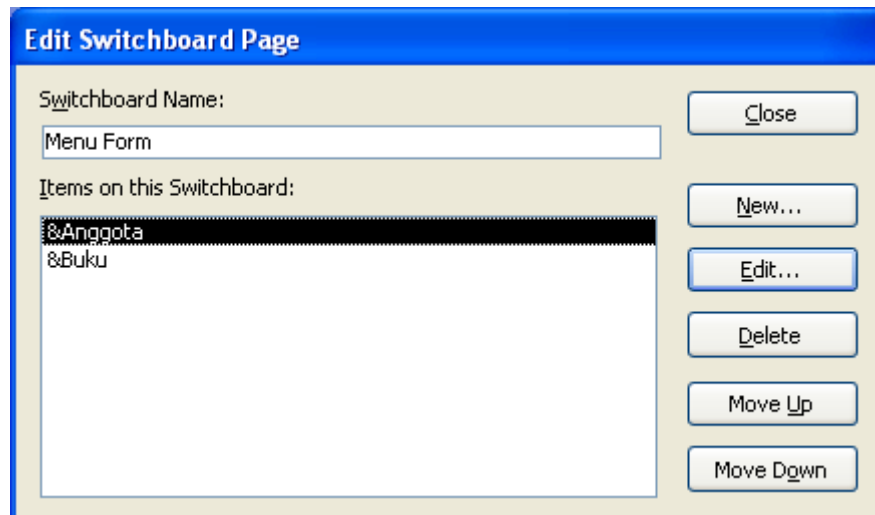 Edit Switchboard Page
Switchboard Name:
Menu Form
Items on this Switchboard:
&Anggota
&Buku
Close
New...
Edit...
Delete
Move Up
Move Down